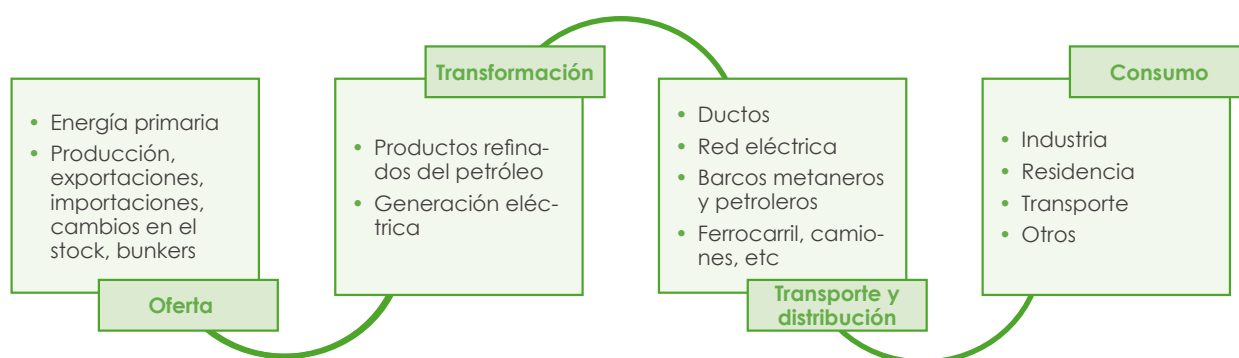 • Energía primaria
• Producción,
exportaciones,
importaciones,
cambios en el
stock, bunkers
Oferta
Transformación
• Productos refina-
dos del petróleo
• Generación eléc-
trica
• Ductos
• Red eléctrica
• Barcos metaneros
y petroleros
• Ferrocarril, camio-
nes, etc
Transporte y
distribución
Consumo
• Industria
• Residencia
• Transporte
• Otros